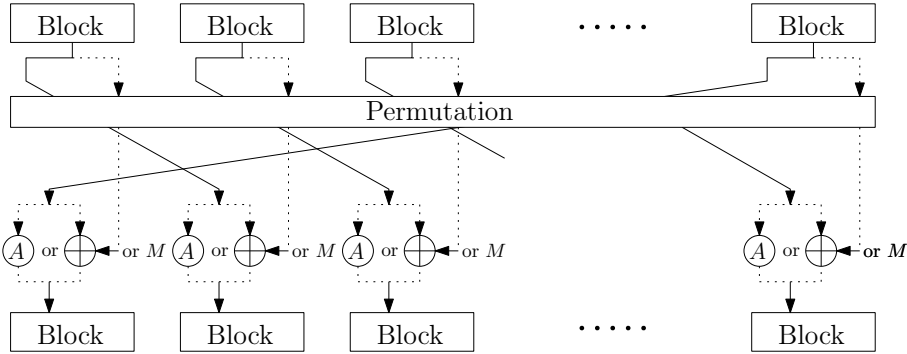 Block Block Block ..... Block
Permutation
A or ⊕ or M A or ⊕ or M A or ⊕ or M A or ⊕ or M
Block Block Block ..... Block